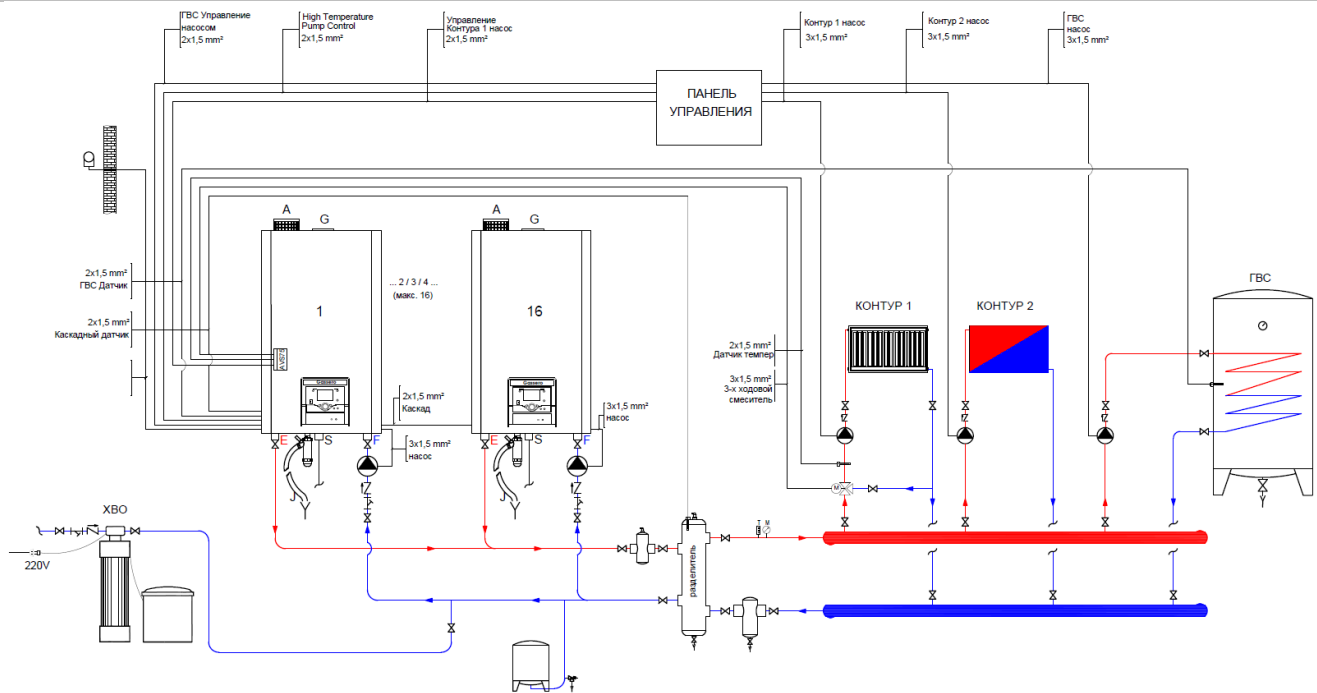 ГВС Управление
насосом
2x1,5 mm²
High Temperature
Pump Control
2x1,5 mm²
Управление
Контура 1 насос
2x1,5 mm²
Контур 1 насос
3x1,5 mm²
Контур 2 насос
3x1,5 mm²
ГВС
насос
3x1,5 mm²
ПАНЕЛЬ
УПРАВЛЕНИЯ
A
G
A
G
2x1,5 mm²
ГВС Датчик
... 2 / 3 / 4 ...
(макс. 16)
1
16
2x1,5 mm²
Каскадный датчик
AVS75
Gassero
Gassero
КОНТУР 1
КОНТУР 2
ГВС
2x1,5 mm²
Датчик темпер
3x1,5 mm²
3-х ходовой
смеситель
2x1,5 mm²
Каскад
3x1,5 mm²
насос
E
S
F
E
S
F
3x1,5 mm²
насос
J
J
M
ХВО
220V
T
M
разделитель